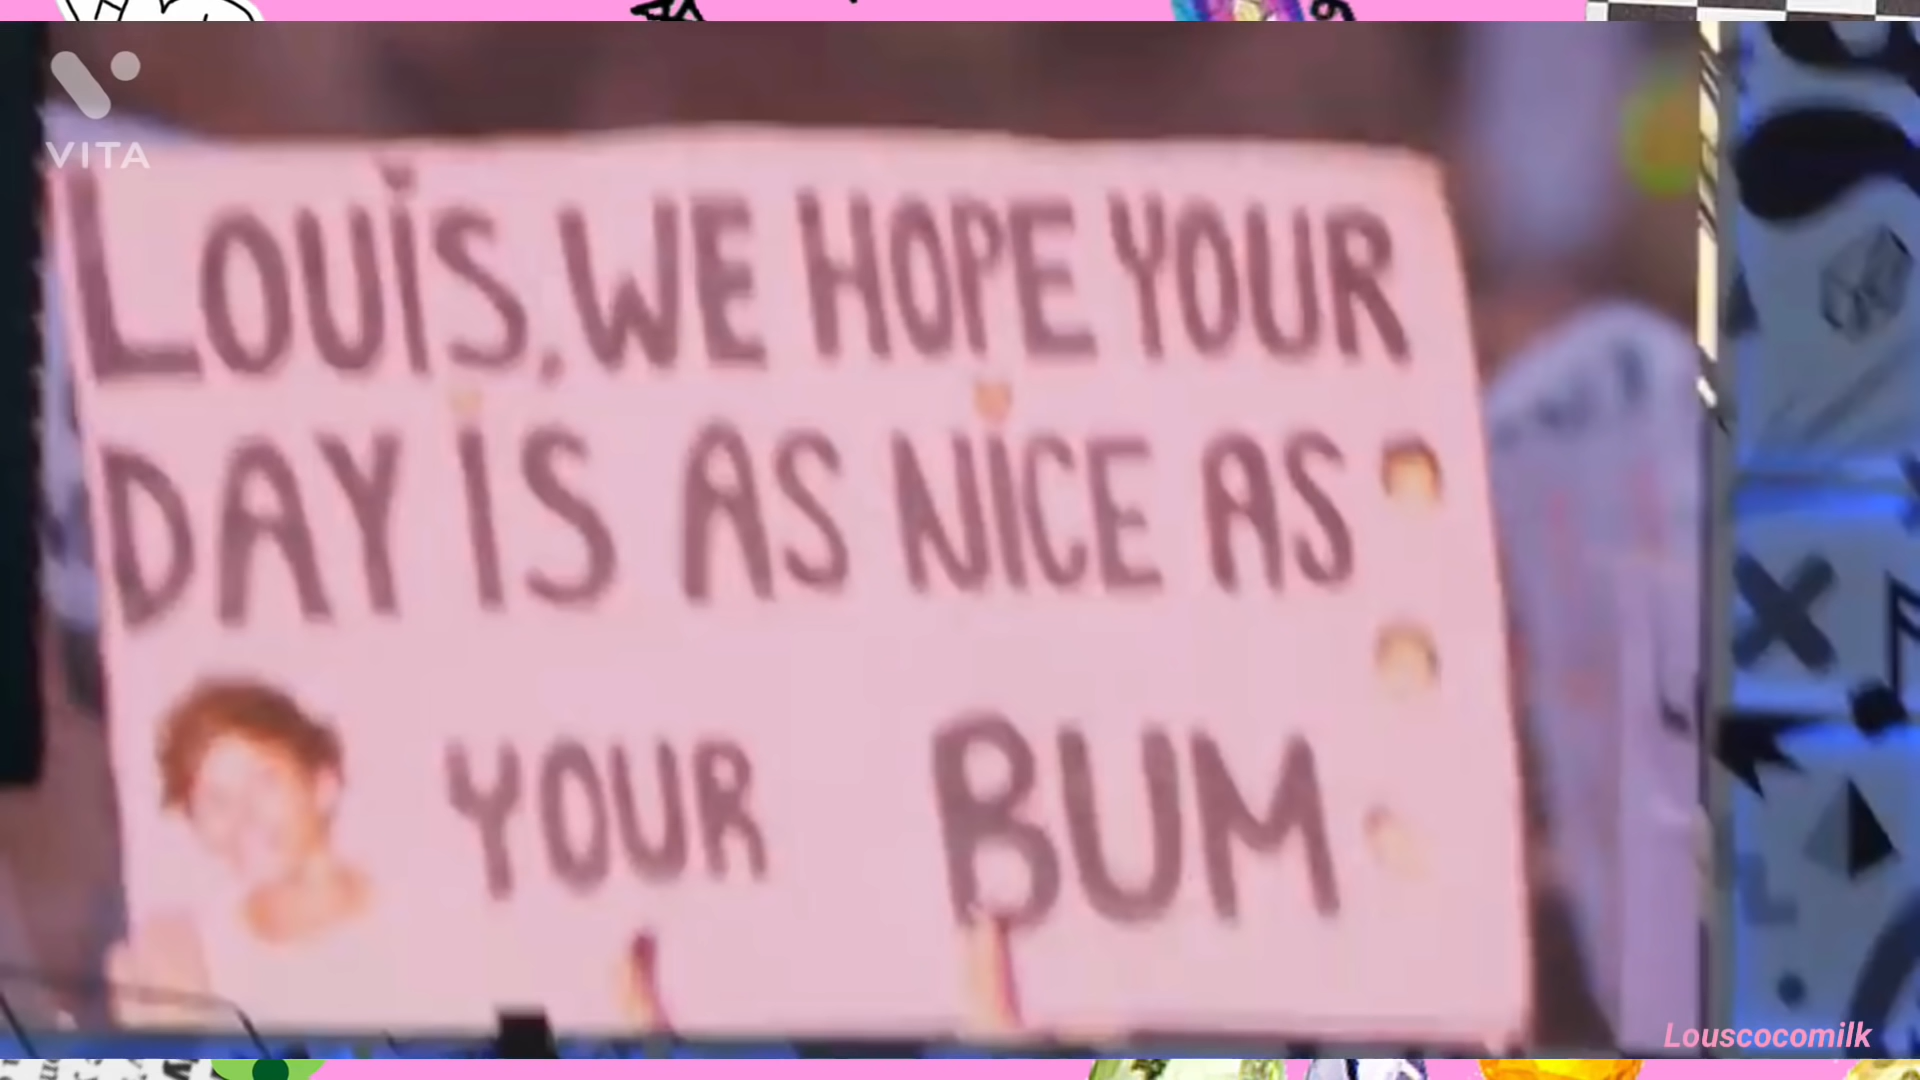 VITA
LOUIS, WE HOPE YOUR
DAY IS AS NICE AS
YOUR BUM
Louscocomilk